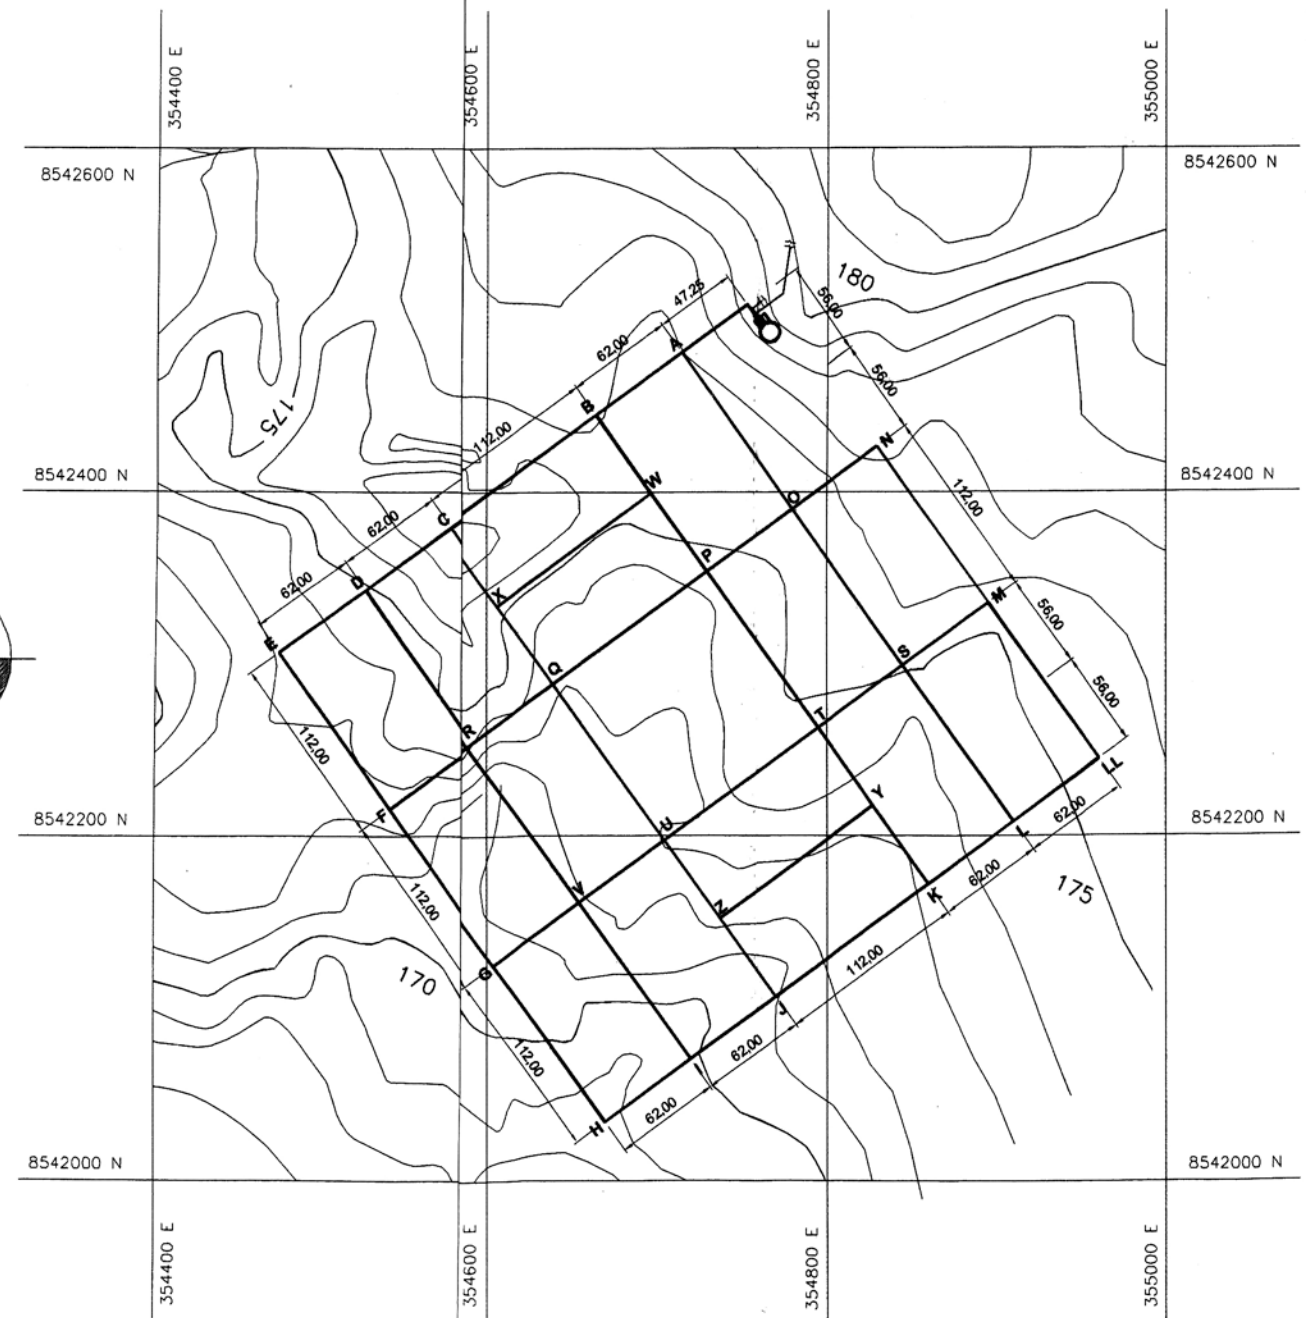 354400 E
354600 E
354800 E
355000 E
8542600 N
8542600 N
180
47.25
56,00
A
62,00
56,00
B
175
112,00
N
8542400 N
8542400 N
W
112,00
O
C
62,00
P
D
62,00
X
M
56,00
E
S
Q
56,00
T
R
112,00
LL
Y
62,00
F
8542200 N
8542200 N
U
L
62,00
175
V
K
112,00
Z
112,00
G
170
J
62,00
112,00
I
62,00
H
8542000 N
8542000 N
354400 E
354600 E
354800 E
355000 E